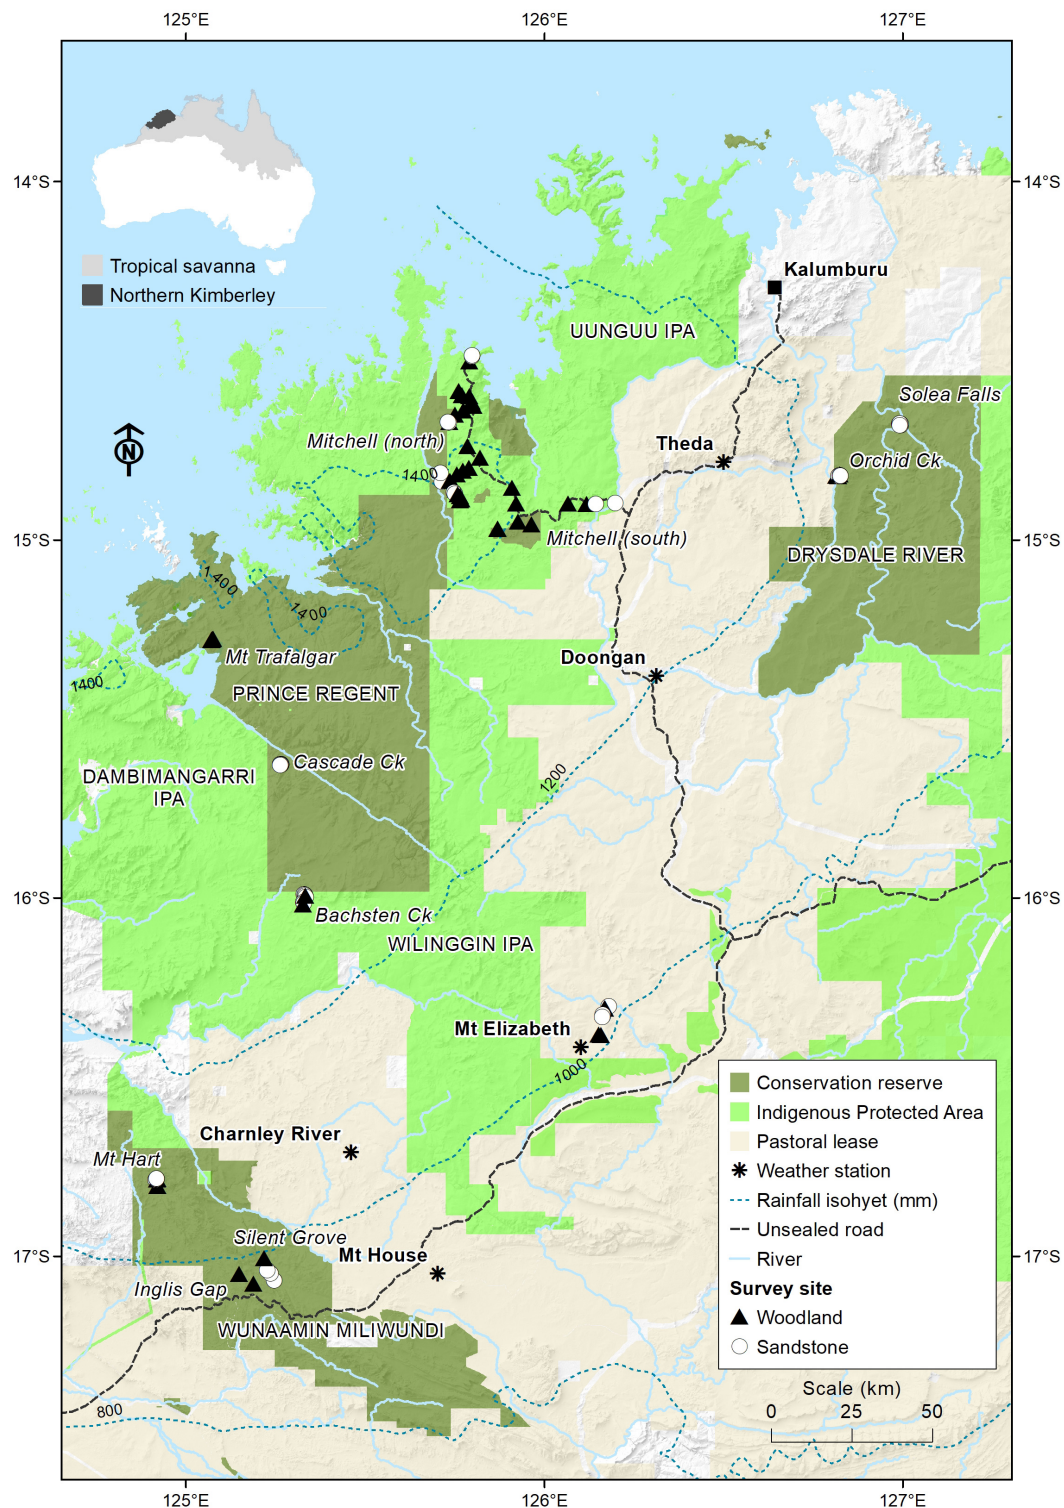 125°E
126°E
127°E
14°S
14°S
Tropical savanna
Northern Kimberley
Kalumburu
UUNGUU IPA
Solea Falls
Mitchell (north)
Theda
Orchid Ck
1400
N
Mitchell (south)
15°S
15°S
DRYSDALE RIVER
1400
1400
Mt Trafalgar
Doongan
1400
PRINCE REGENT
Cascade Ck
DAMBIMANGARRI
IPA
1200
16°S
16°S
Bachsten Ck
WILINGGIN IPA
Mt Elizabeth
1000
Conservation reserve
Indigenous Protected Area
Pastoral lease
Weather station
Rainfall isohyet (mm)
Unsealed road
River
Survey site
Woodland
Sandstone
Charnley River
Mt Hart
Silent Grove
17°S
17°S
Mt House
Inglis Gap
WUNAAMIN MILIWUNDI
800
Scale (km)
0 25 50
125°E
126°E
127°E